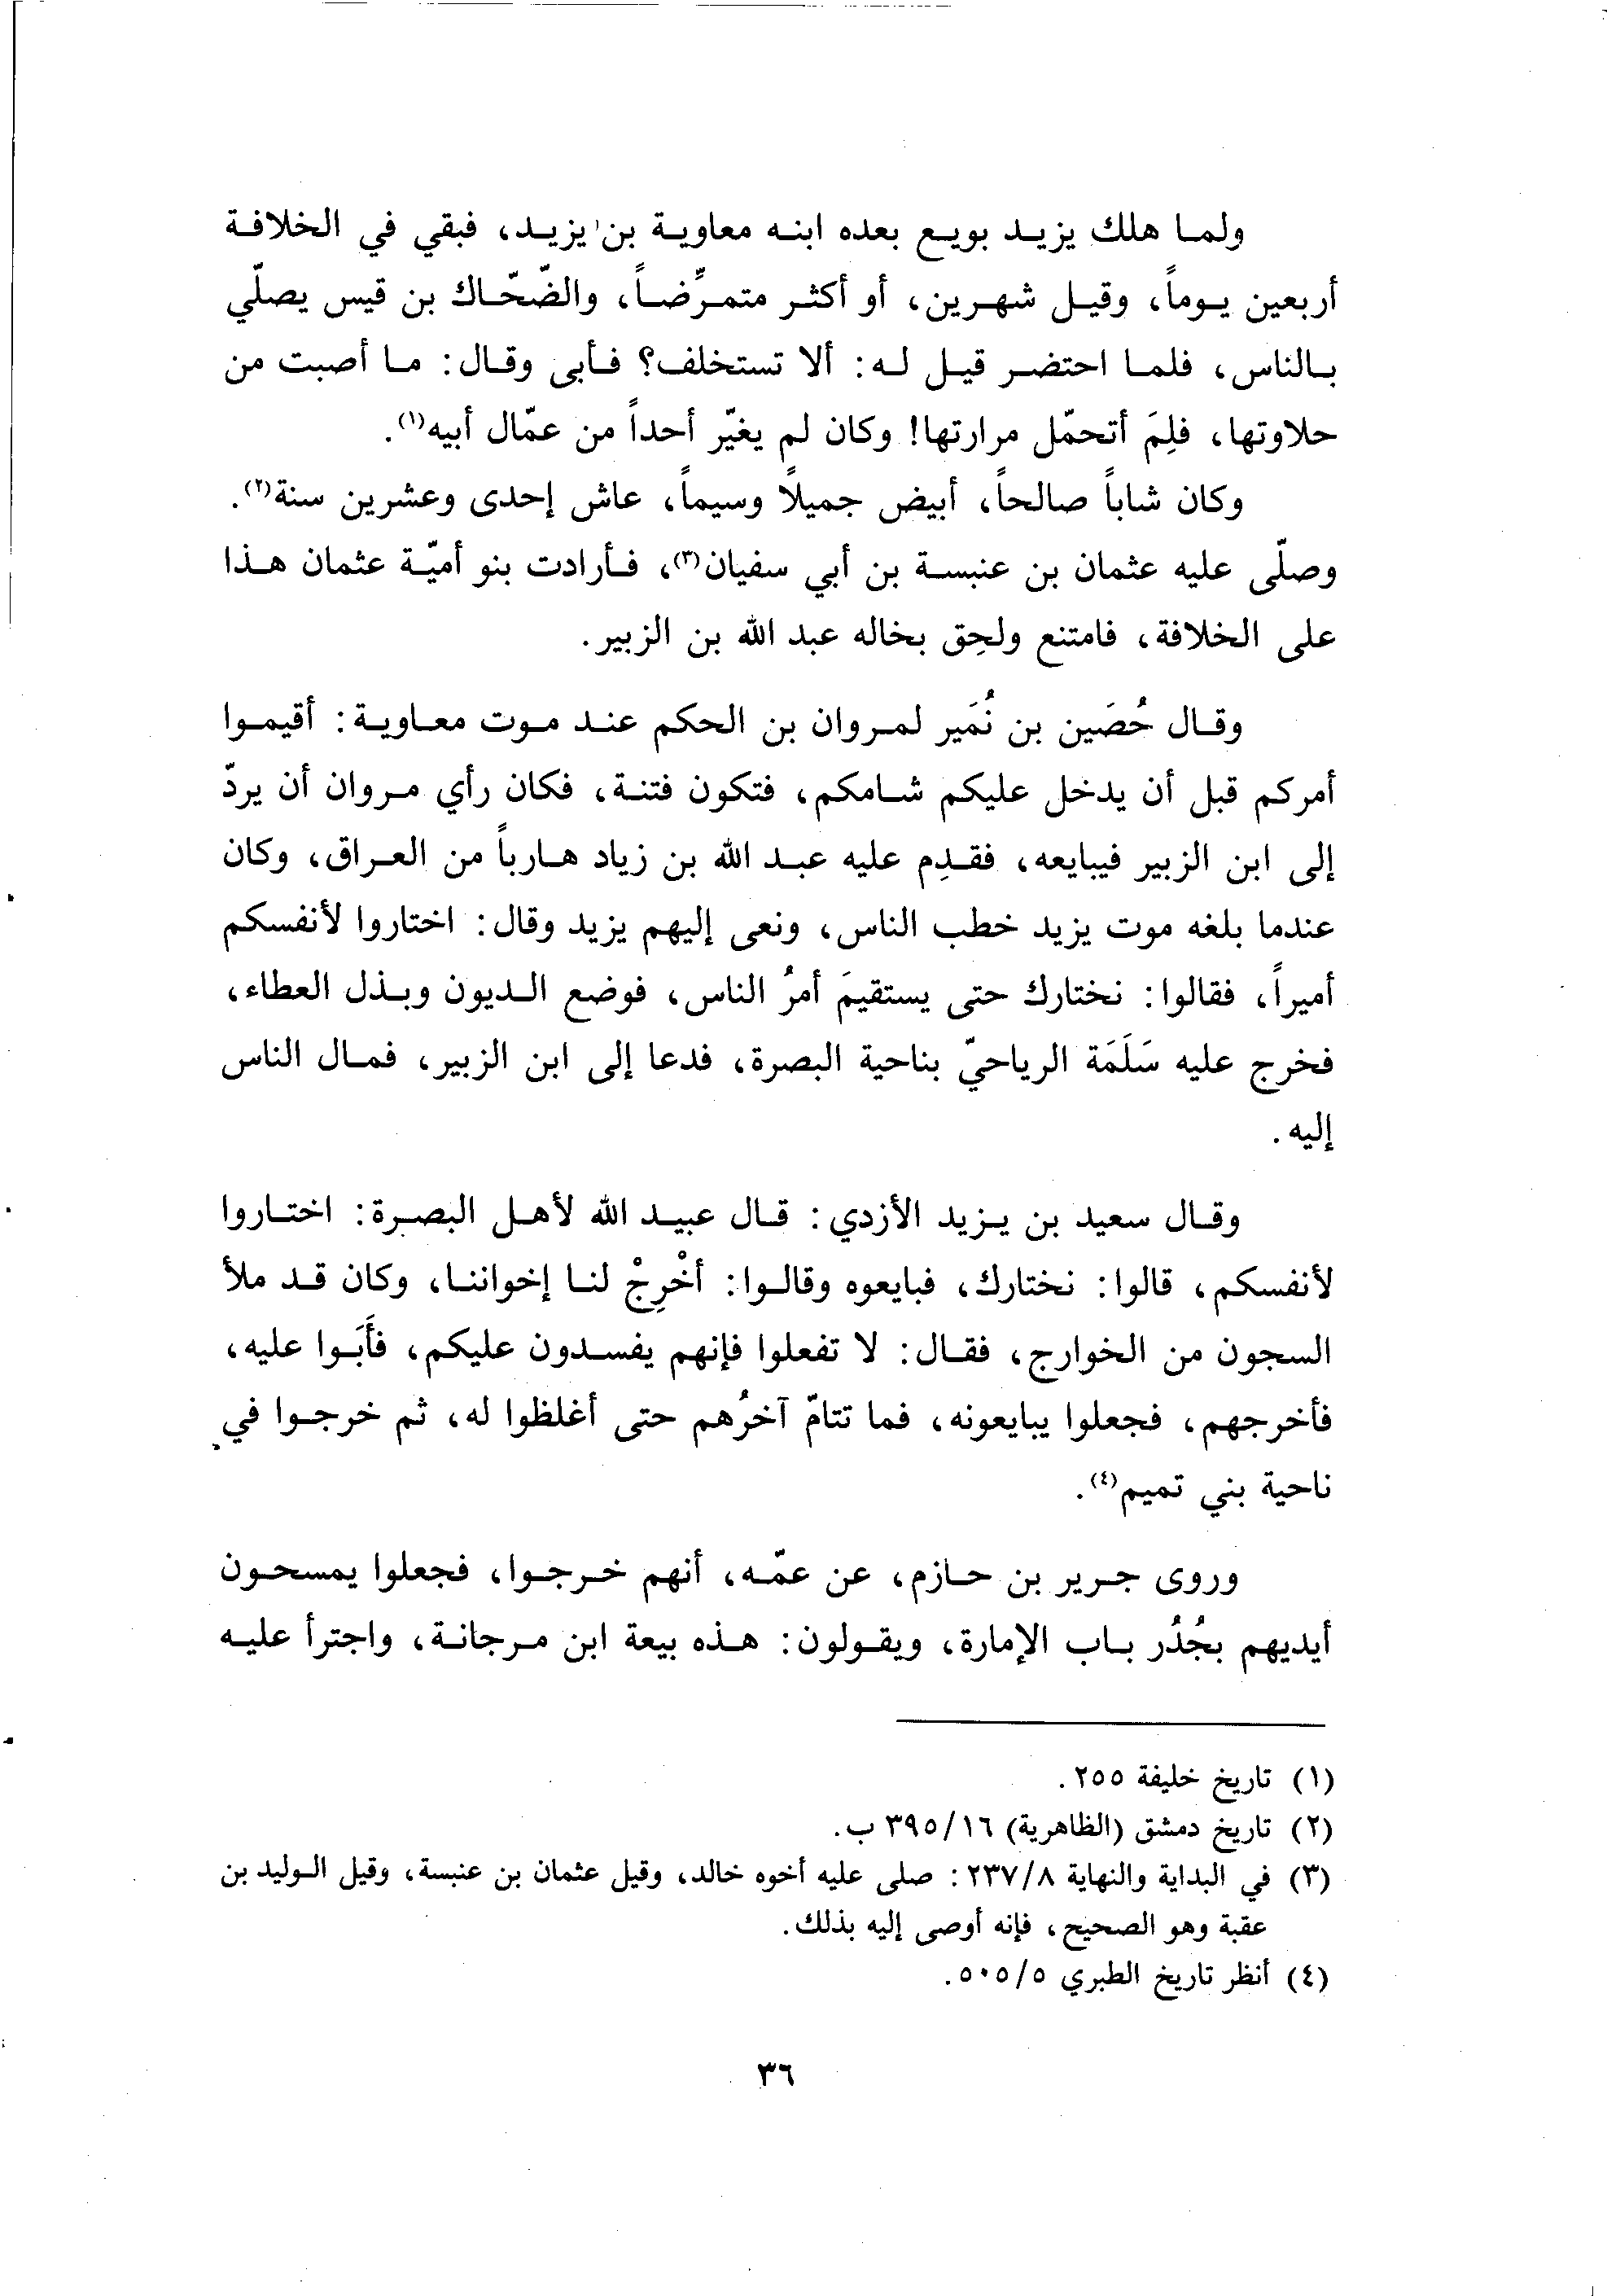 ولما هلك يزيد بويع بعده ابنه معاوية بن يزيد، فبقي في الخلافة
أربعين يوماً، وقيل شهرين، أو أكثر متمرِّضاً، والضّحّاك بن قيس يصلّي
بالناس، فلما احتضر قيل له: ألا تستخلف؟ فأبى وقال: ما أصبت من
حلاوتها، فلِمَ أتحمّل مرارتها! وكان لم يغيّر أحداً من عمّال أبيه(١).
وكان شاباً صالحاً، أبيض جميلاً وسيماً، عاش إحدى وعشرين سنة(٢).
وصلّى عليه عثمان بن عنبسة بن أبي سفيان(٣)، فأرادت بنو أميّة عثمان هذا
على الخلافة، فامتنع ولحِق بخاله عبد الله بن الزبير.
وقال حُصَين بن نُمَير لمروان بن الحكم عند موت معاوية: أقيموا
أمركم قبل أن يدخل عليكم شامكم، فتكون فتنة، فكان رأي مروان أن يردّ
إلى ابن الزبير فيبايعه، فقدِم عليه عبد الله بن زياد هارباً من العراق، وكان
عندما بلغه موت يزيد خطب الناس، ونعى إليهم يزيد وقال: اختاروا لأنفسكم
أميراً، فقالوا: نختارك حتى يستقيمَ أمرُ الناس، فوضع الديون وبذل العطاء،
فخرج عليه سَلَمَة الرياحيّ بناحية البصرة، فدعا إلى ابن الزبير، فمال الناس
إليه.
وقال سعيد بن يزيد الأزدي: قال عبيد الله لأهل البصرة: اختاروا
لأنفسكم، قالوا: نختارك، فبايعوه وقالوا: أخْرِجْ لنا إخواننا، وكان قد ملأ
السجون من الخوارج، فقال: لا تفعلوا فإنهم يفسدون عليكم، فأَبَوا عليه،
فأخرجهم، فجعلوا يبايعونه، فما تتامّ آخرُهم حتى أغلظوا له، ثم خرجوا في
ناحية بني تميم(٤).
وروى جرير بن حازم، عن عمّه، أنهم خرجوا، فجعلوا يمسحون
أيديهم بجُدُر باب الإمارة، ويقولون: هذه بيعة ابن مرجانة، واجترأ عليه
(١) تاريخ خليفة ٢٥٥.
(٢) تاريخ دمشق (الظاهرية) ٣٩٥/١٦ ب.
(٣) في البداية والنهاية ٢٣٧/٨: صلى عليه أخوه خالد، وقيل عثمان بن عنبسة، وقيل الوليد بن
عقبة وهو الصحيح، فإنه أوصى إليه بذلك.
(٤) أنظر تاريخ الطبري ٥٠٥/٥.
٣٦